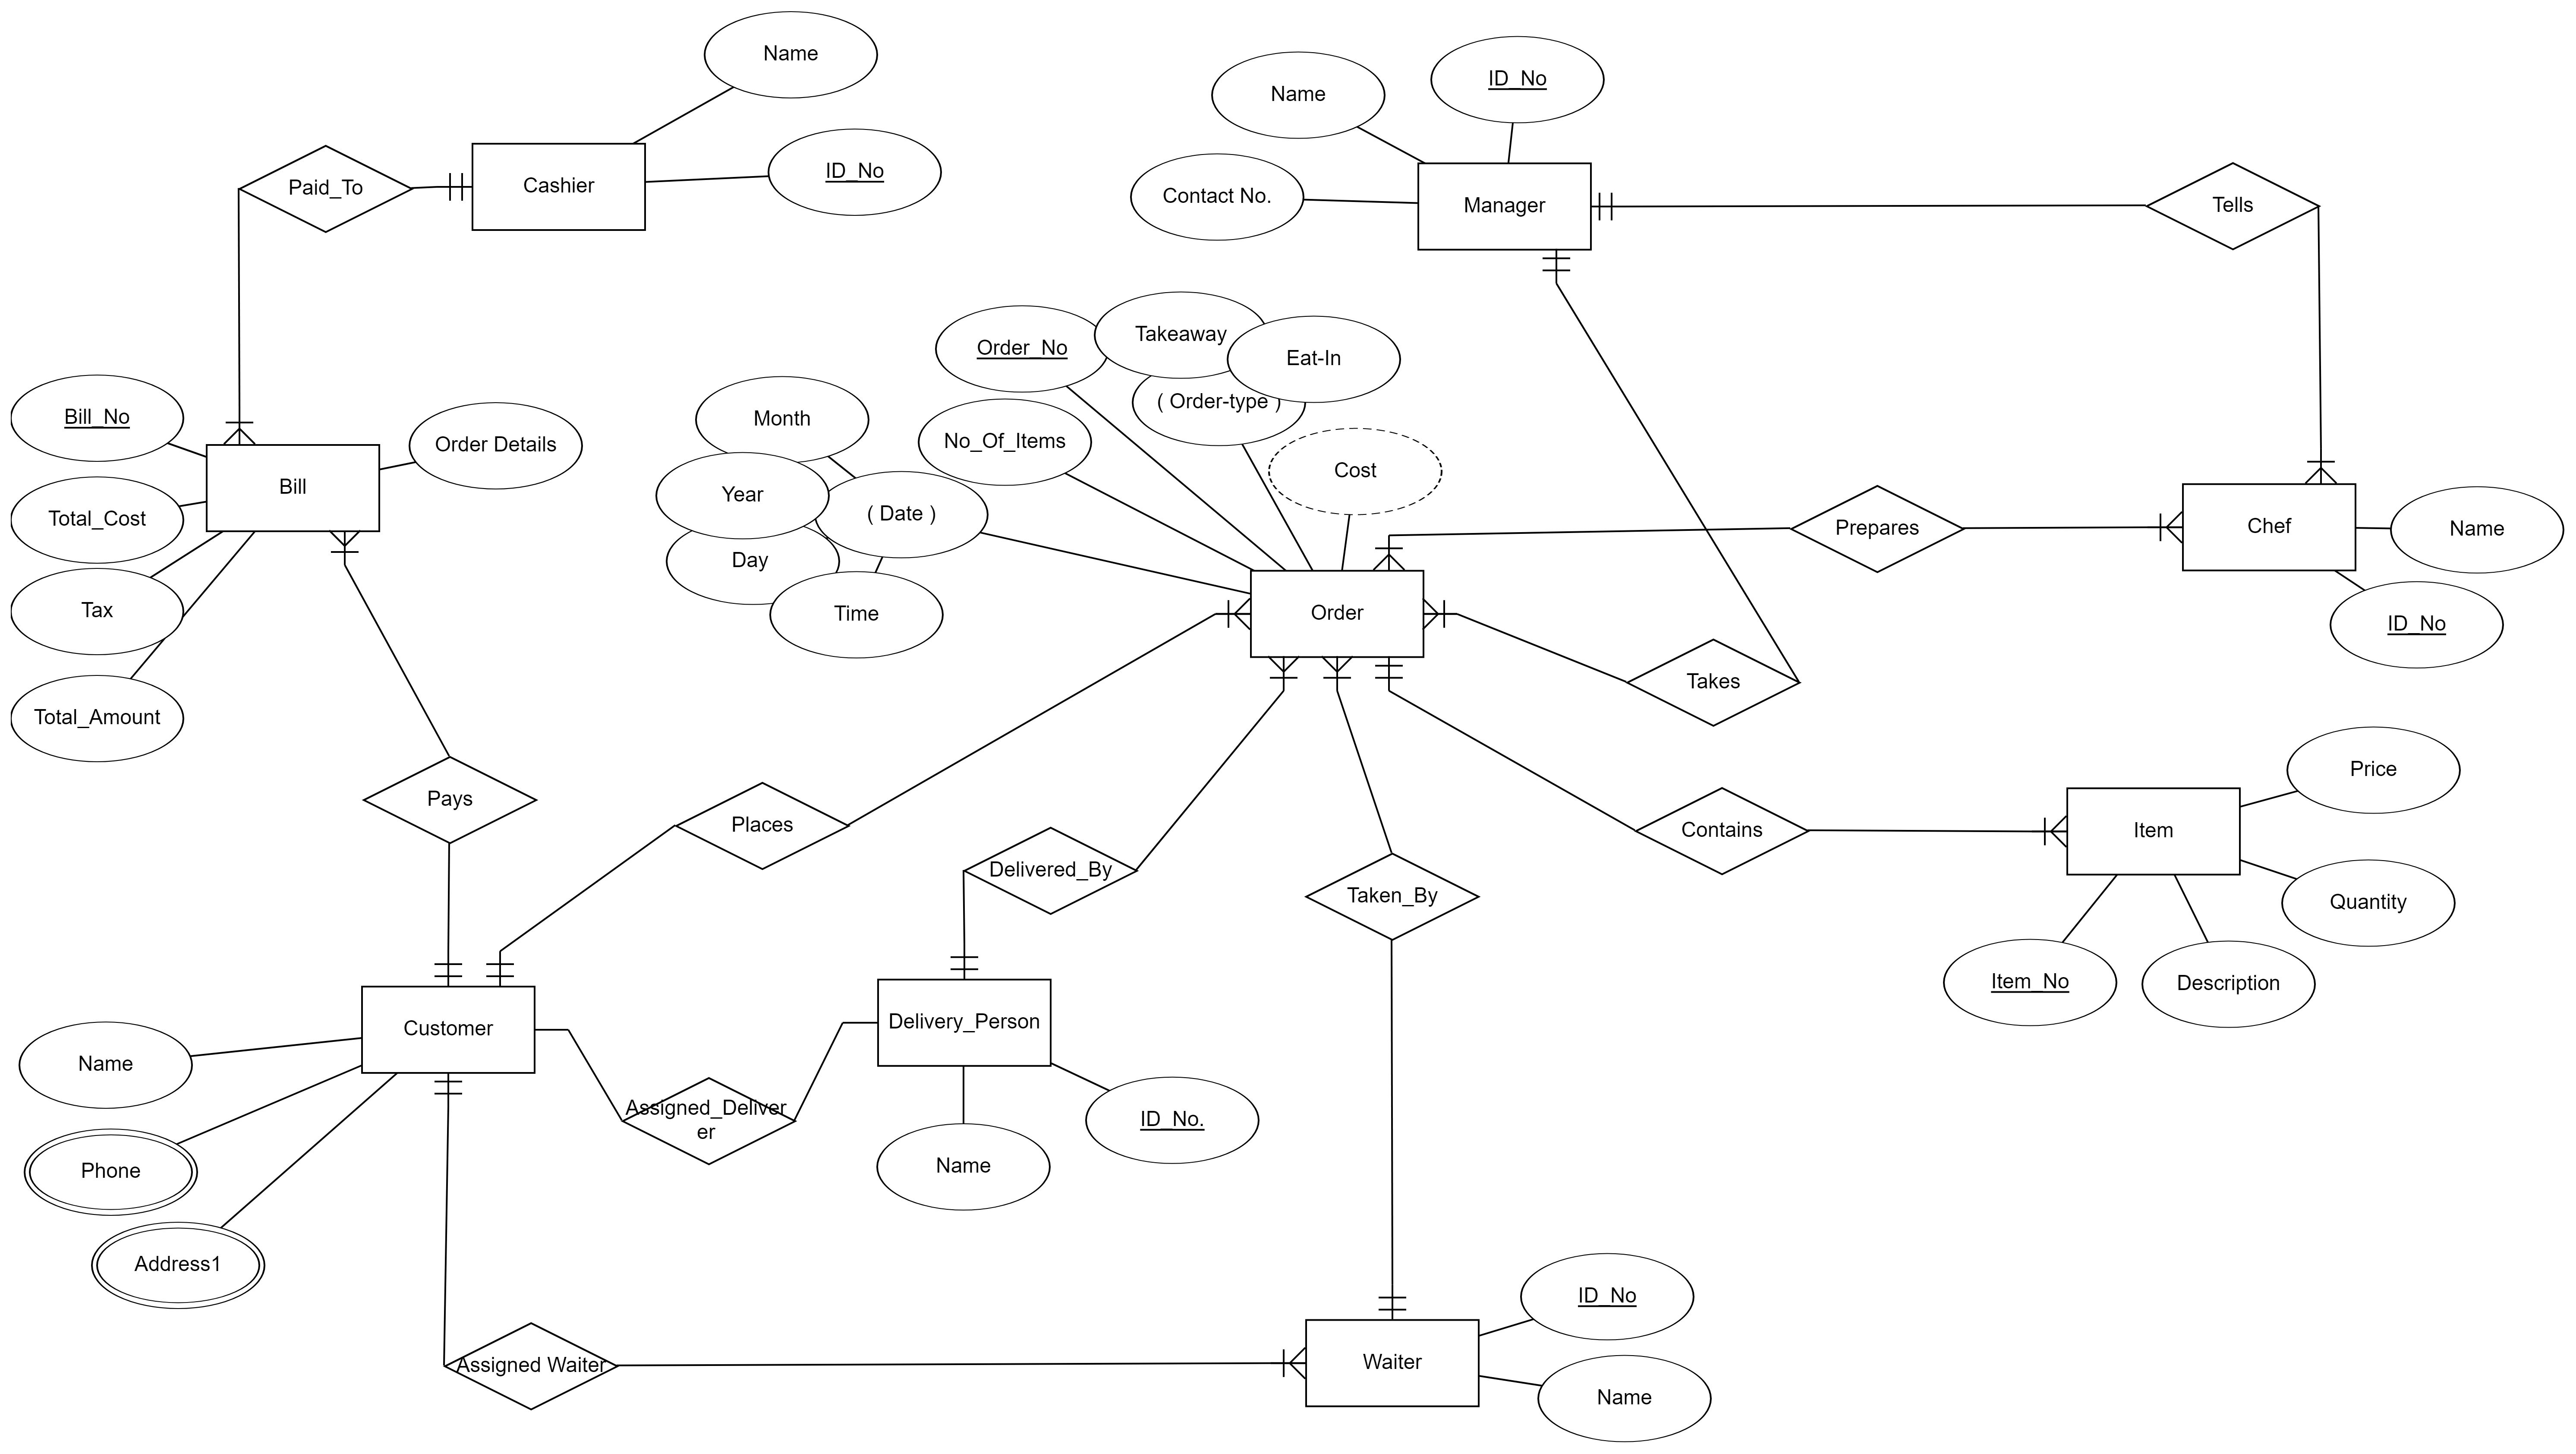 Name
ID_No
Name
ID_No
Paid_To
Cashier
Contact No.
Manager
Tells
Order_No
Takeaway
Eat-In
( Order-type )
Month
No_Of_Items
Bill_No
Order Details
Cost
Bill
Year
( Date )
Total_Cost
Day
Prepares
Chef
Name
Tax
Time
Order
ID_No
Takes
Total_Amount
Price
Pays
Places
Contains
Item
Delivered_By
Taken_By
Quantity
Item_No
Description
Customer
Delivery_Person
Name
Assigned_Deliver
er
ID_No.
Phone
Name
Address1
ID_No
Assigned Waiter
Waiter
Name